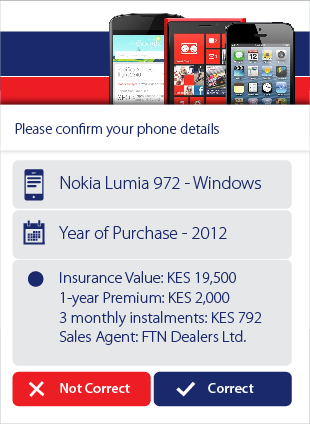 Please confirm your phone details
Nokia Lumia 972 - Windows
Year of Purchase - 2012
Insurance Value: KES 19,500
1-year Premium: KES 2,000
3 monthly instalments: KES 792
Sales Agent: FTN Dealers Ltd.
Not Correct
Correct